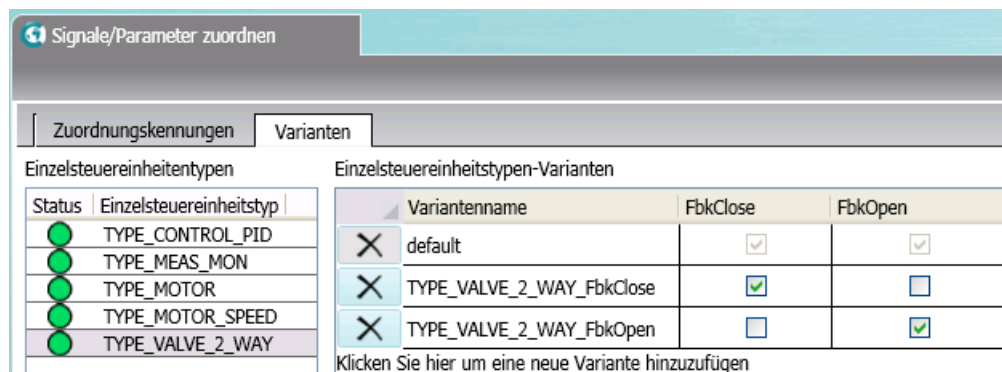 Signale/Parameter zuordnen
Zuordnungskennungen Varianten
Einzelsteuereinheitentypen
Status Einzelsteuereinheitstyp
TYPE_CONTROL_PID
TYPE_MEAS_MON
TYPE_MOTOR
TYPE_MOTOR_SPEED
TYPE_VALVE_2_WAY
Einzelsteuereinheitstypen-Varianten
Variantenname FbkClose FbkOpen
default
TYPE_VALVE_2_WAY_FbkClose
TYPE_VALVE_2_WAY_FbkOpen
Klicken Sie hier um eine neue Variante hinzuzufügen